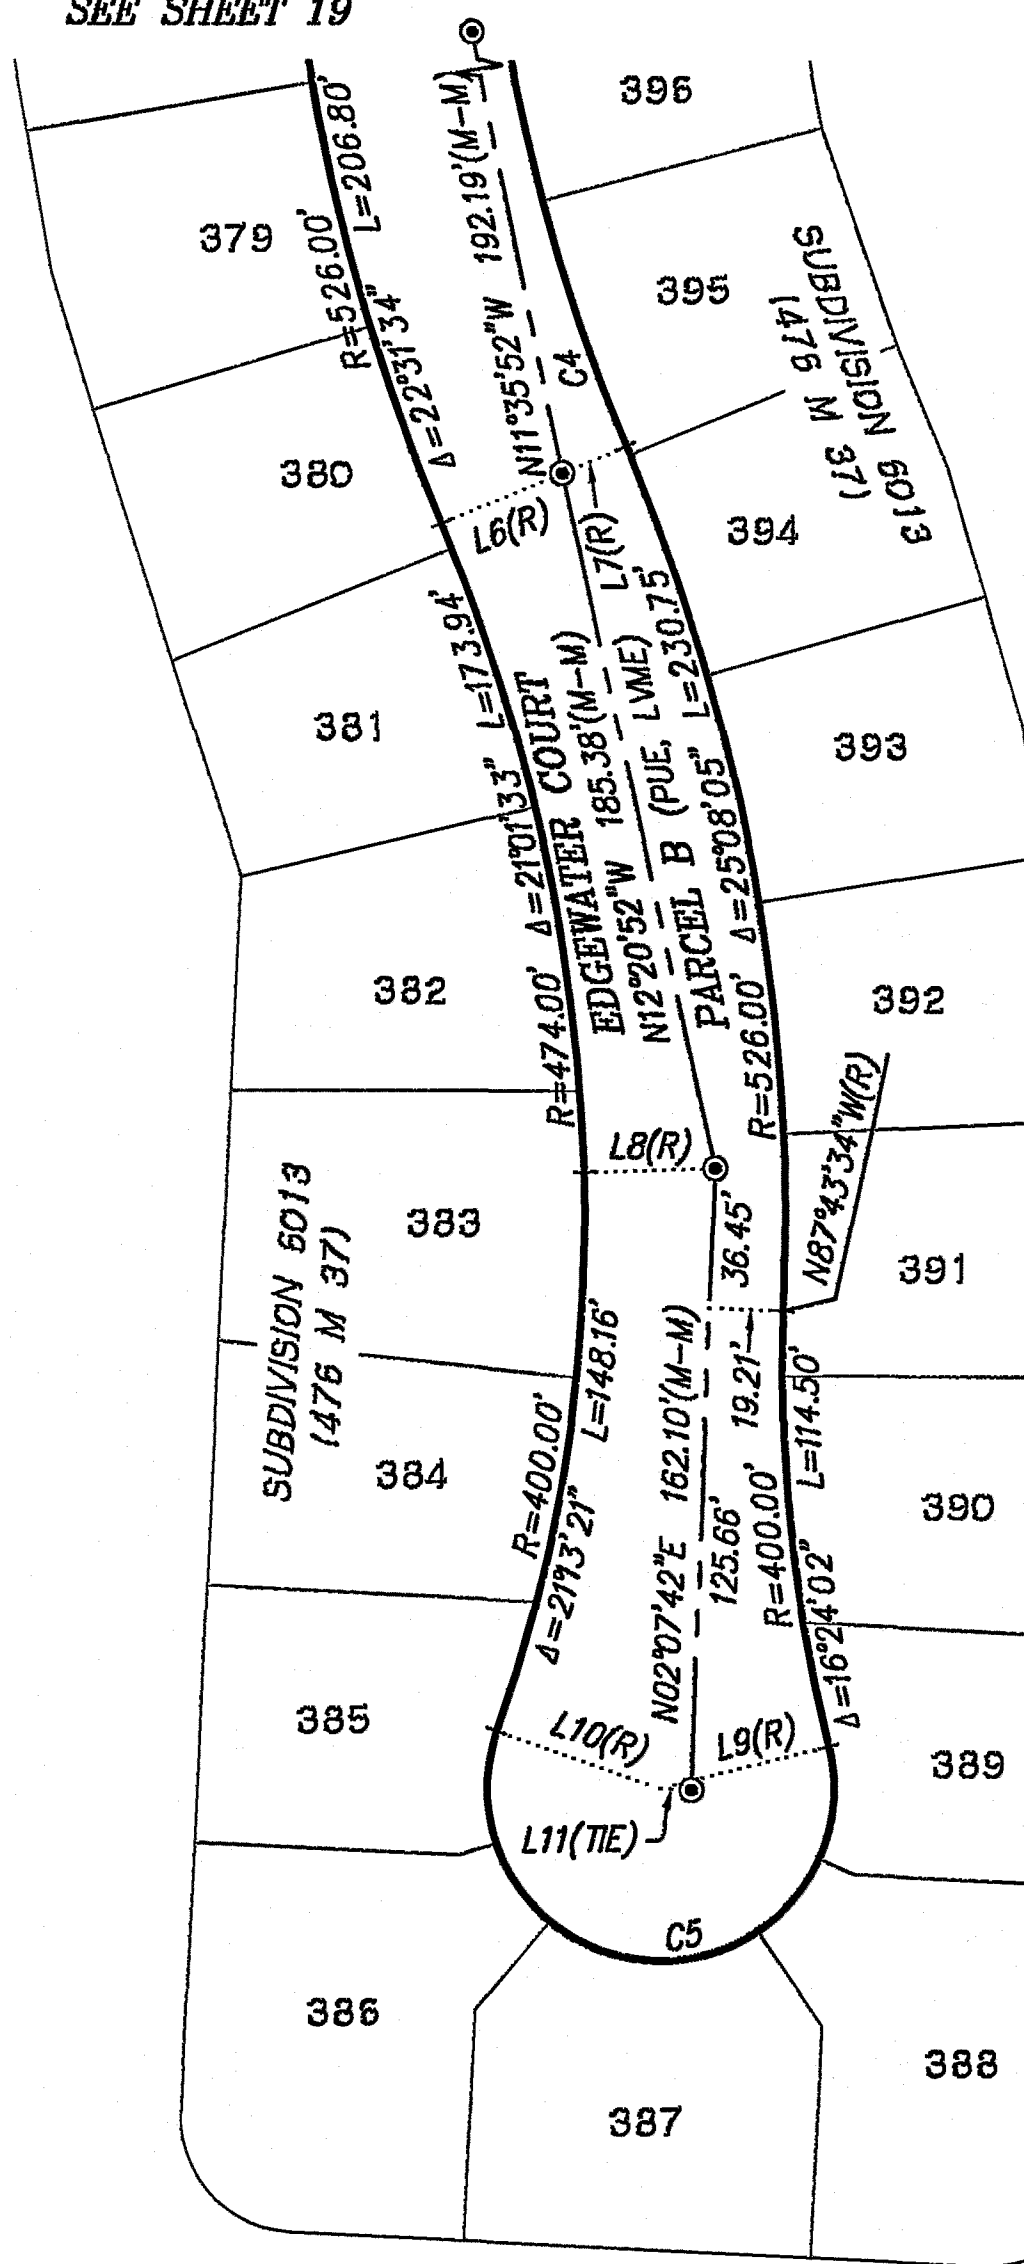 SEE SHEET 19
396
379
L=206.80'
R=526.00'
Δ=22°31'34"
192.19'(M-M)
N11°35'52"W
C4
395
SUBDIVISION 6013
(476 M 37)
380
L6(R)
L7(R)
394
381
L=173.94'
Δ=21°01'33"
R=474.00'
EDGEWATER COURT
N12°20'52"W 185.38'(M-M)
PARCEL B (PUE, LVME)
L=230.75'
Δ=25°08'05"
R=526.00'
393
382
392
L8(R)
N87°43'34"W(R)
SUBDIVISION 6013
(476 M 37)
383
36.45'
391
L=148.16'
R=400.00'
Δ=21°13'21"
N02°07'42"E 162.10'(M-M)
19.21'
125.66'
L=114.50'
R=400.00'
Δ=16°24'02"
384
390
385
L10(R)
L9(R)
389
L11(TIE)
C5
386
388
387